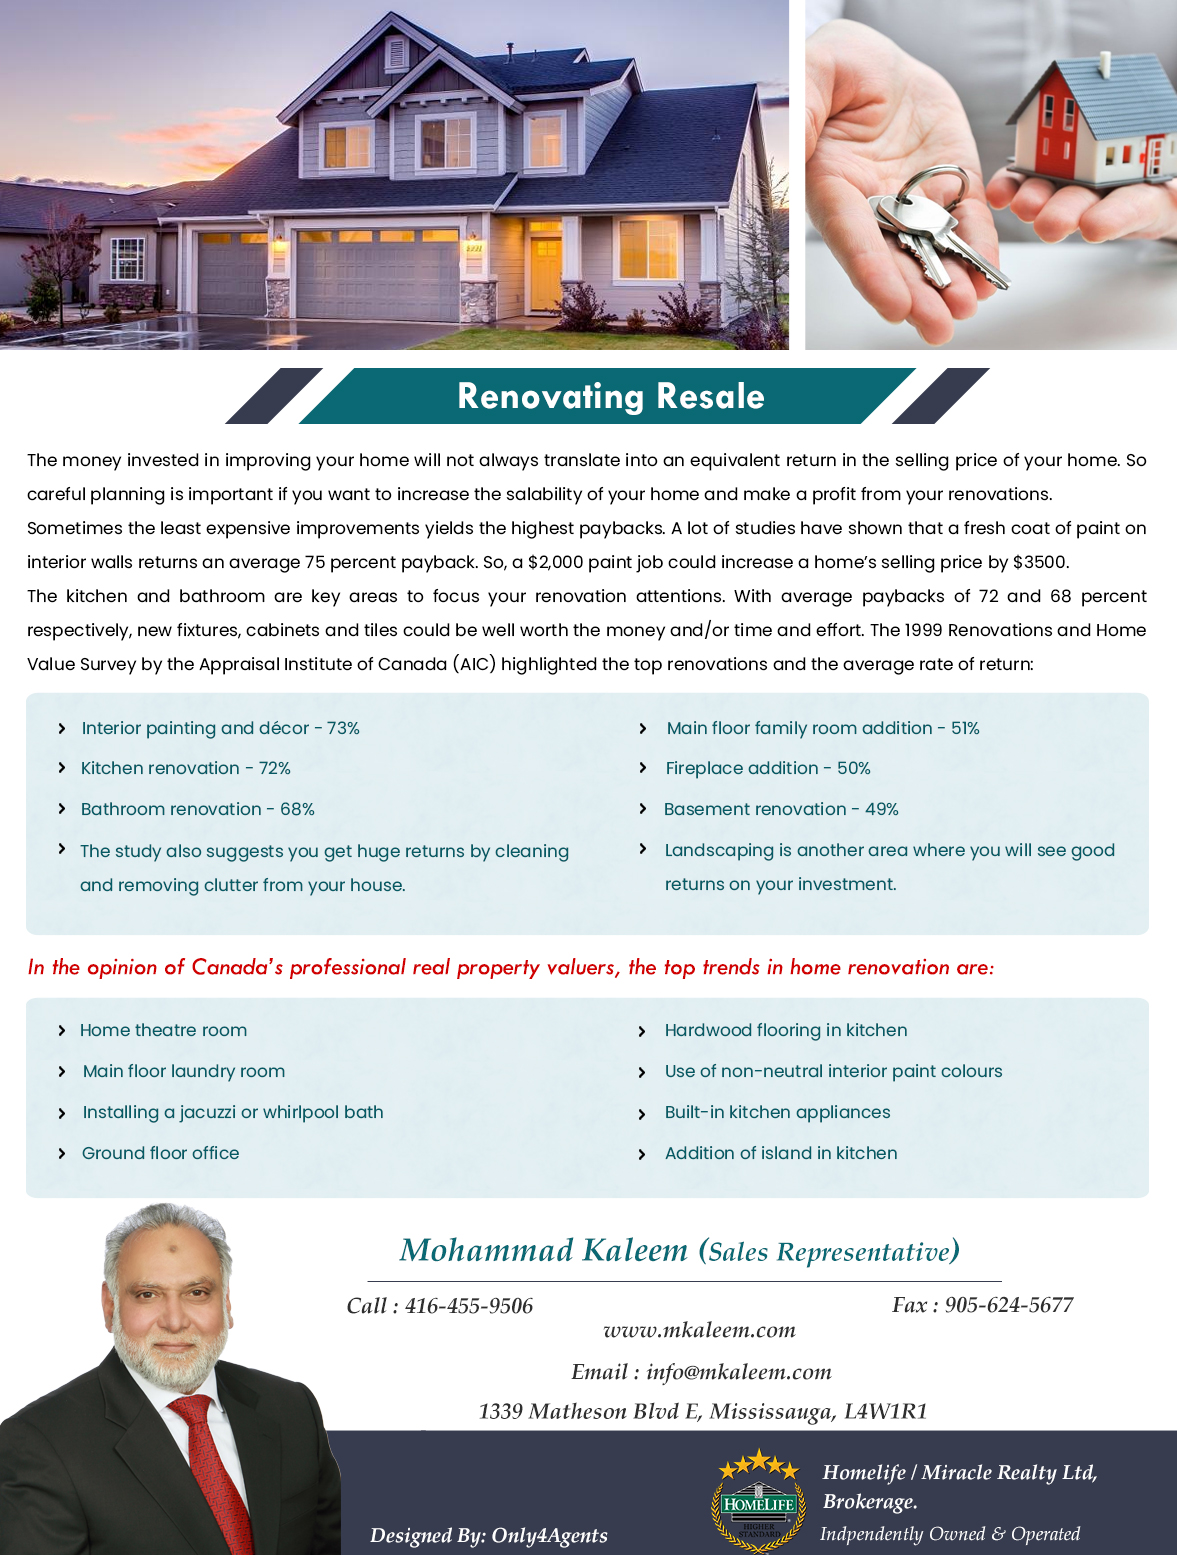 Renovating Resale
The money invested in improving your home will not always translate into an equivalent return in the selling price of your home. So
careful planning is important if you want to increase the salability of your home and make a profit from your renovations.
Sometimes the least expensive improvements yields the highest paybacks. A lot of studies have shown that a fresh coat of paint on
interior walls returns an average 75 percent payback. So, a $2,000 paint job could increase a home's selling price by $3500.
The kitchen and bathroom are key areas to focus your renovation attentions. With average paybacks of 72 and 68 percent
respectively, new fixtures, cabinets and tiles could be well worth the money and/or time and effort. The 1999 Renovations and Home
Value Survey by the Appraisal Institute of Canada (AIC) highlighted the top renovations and the average rate of return:
Interior painting and décor - 73%
Kitchen renovation - 72%
Bathroom renovation - 68%
The study also suggests you get huge returns by cleaning
and removing clutter from your house.
Main floor family room addition - 51%
Fireplace addition - 50%
Basement renovation - 49%
Landscaping is another area where you will see good
returns on your investment.
In the opinion of Canada's professional real property valuers, the top trends in home renovation are:
Home theatre room
Main floor laundry room
Installing a jacuzzi or whirlpool bath
Ground floor office
Hardwood flooring in kitchen
Use of non-neutral interior paint colours
Built-in kitchen appliances
Addition of island in kitchen
Mohammad Kaleem (Sales Representative)
Call : 416-455-9506
Fax : 905-624-5677
www.mkaleem.com
Email : info@mkaleem.com
1339 Matheson Blvd E, Mississauga, L4W1R1
Designed By: Only4Agents
HOMELIFE
HIGHER
STANDARDS
Homelife / Miracle Realty Ltd,
Brokerage.
Indpendently Owned & Operated